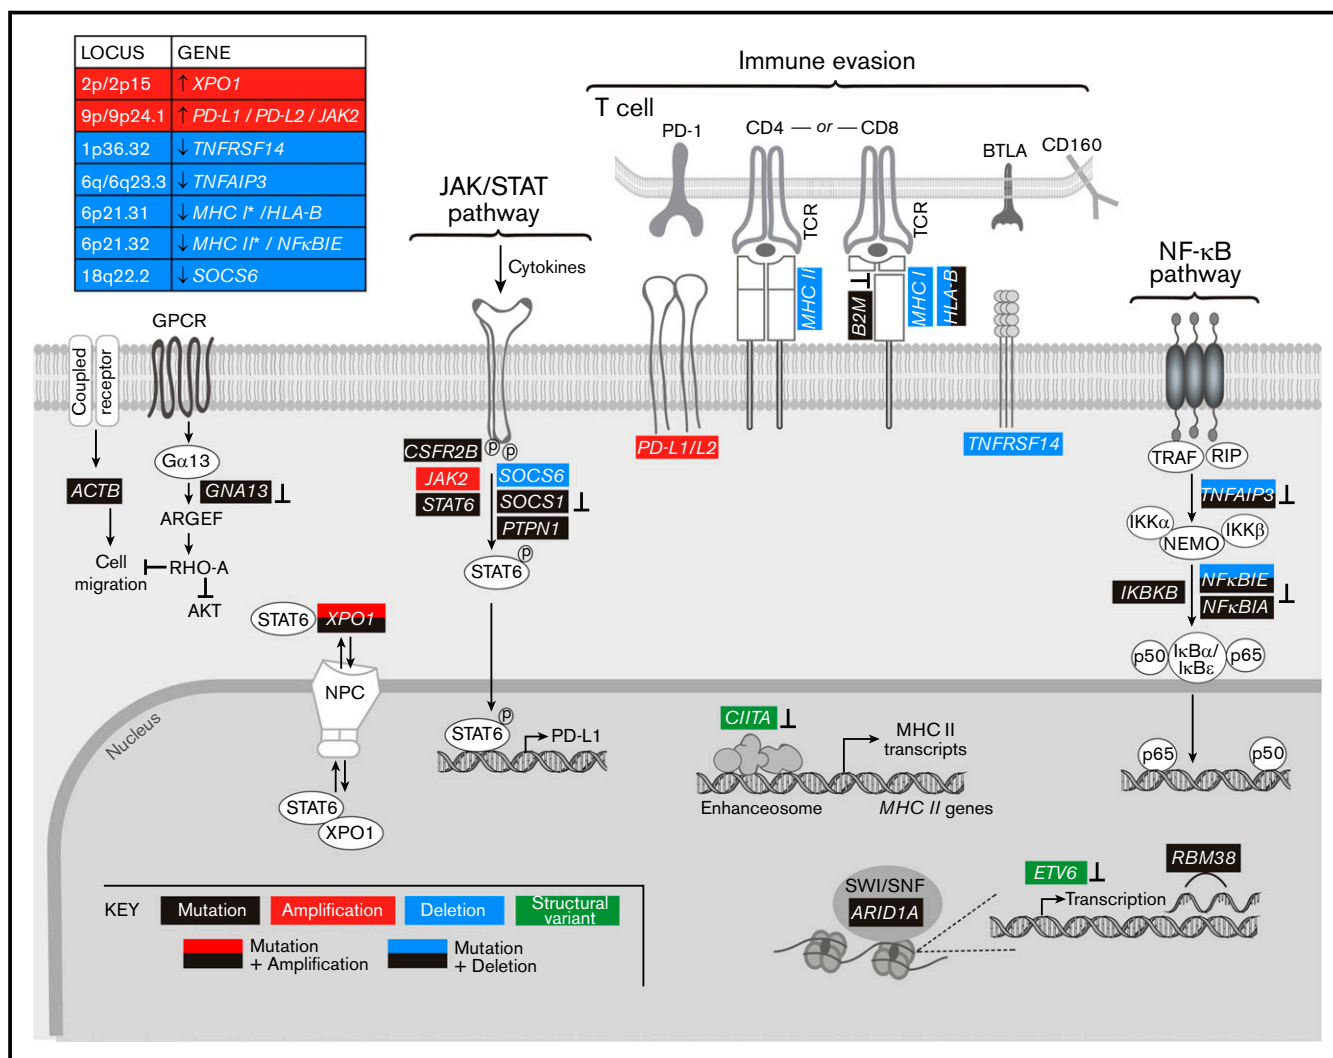 LOCUS GENE
2p/2p15 ↑ XPO1
9p/9p24.1 ↑ PD-L1 / PD-L2 / JAK2
1p36.32 ↓ TNFRSF14
6q/6q23.3 ↓ TNFAIP3
6p21.31 ↓ MHC I* /HLA-B
6p21.32 ↓ MHC II* / NFκBIE
18q22.2 ↓ SOCS6
Immune evasion
T cell
PD-1
CD4 — or — CD8
BTLA
CD160
TCR
TCR
MHC II
B2M
MHC I
HLA-B
JAK/STAT
pathway
Cytokines
NF-κB
pathway
GPCR
Coupled
receptor
Gα13
ACTB
GNA13
ARGEF
Cell
migration
RHO-A
AKT
CSFR2B
p
p
JAK2
SOCS6
STAT6
SOCS1
PTPN1
STAT6
p
PD-L1/L2
TNFRSF14
TRAF
RIP
TNFAIP3
IKKα
NEMO
IKKβ
IKBKB
NFκBIE
NFκBIA
p50
IκBα/
IκBε
p65
STAT6
XPO1
NPC
Nucleus
STAT6
XPO1
STAT6
p
PD-L1
CIITA
MHC II
transcripts
Enhanceosome
MHC II genes
p65
p50
SWI/SNF
ARID1A
ETV6
Transcription
RBM38
KEY
Mutation
Amplification
Deletion
Structural
variant
Mutation
+ Amplification
Mutation
+ Deletion